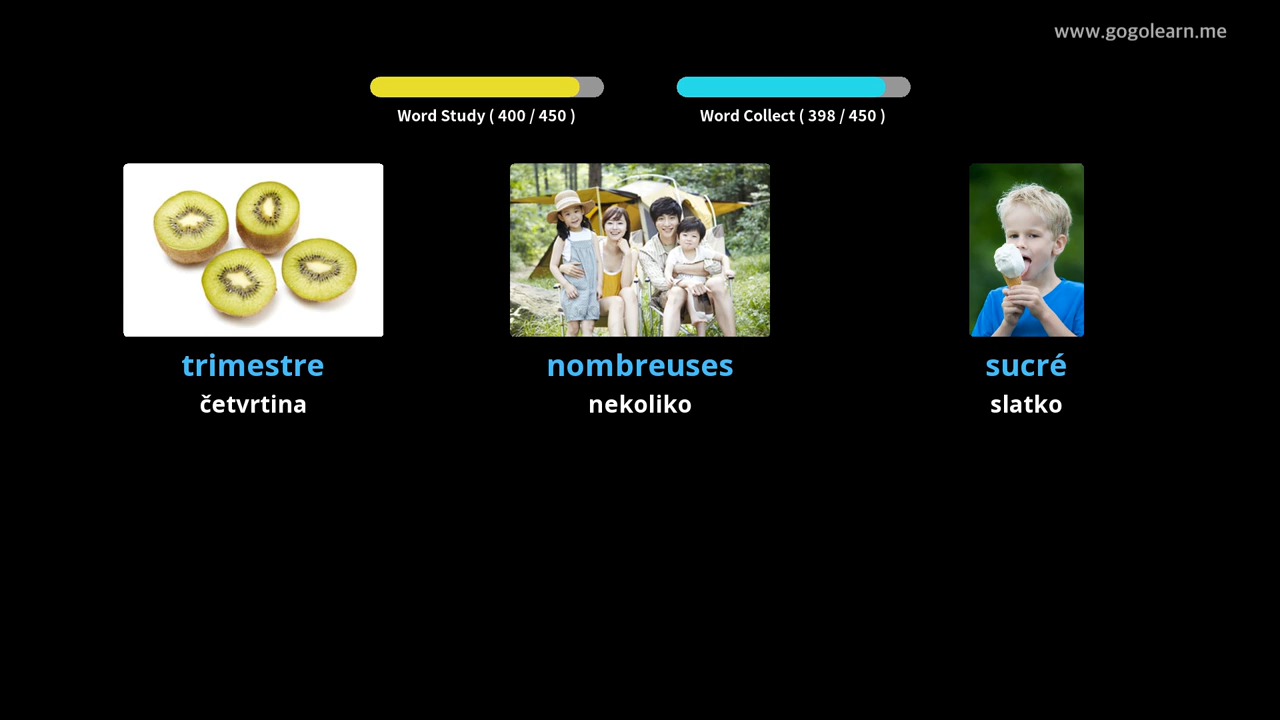 www.gogolearn.me
Word Study ( 400 / 450 )
Word Collect ( 398 / 450 )
trimestre
četvrtina
nombreuses
nekoliko
sucré
slatko